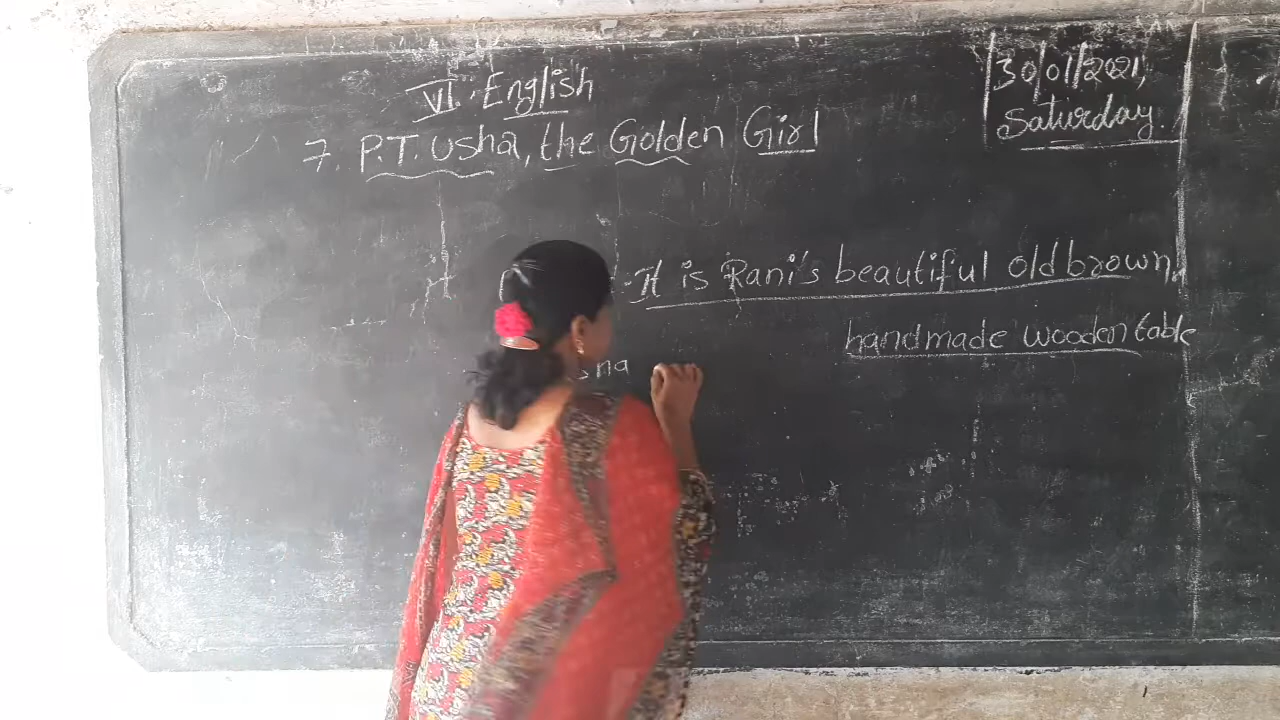 VI. English
30/01/2021,
Saturday.
7. P.T. Usha, the Golden Girl
It is Rani's beautiful old brown,
handmade wooden table